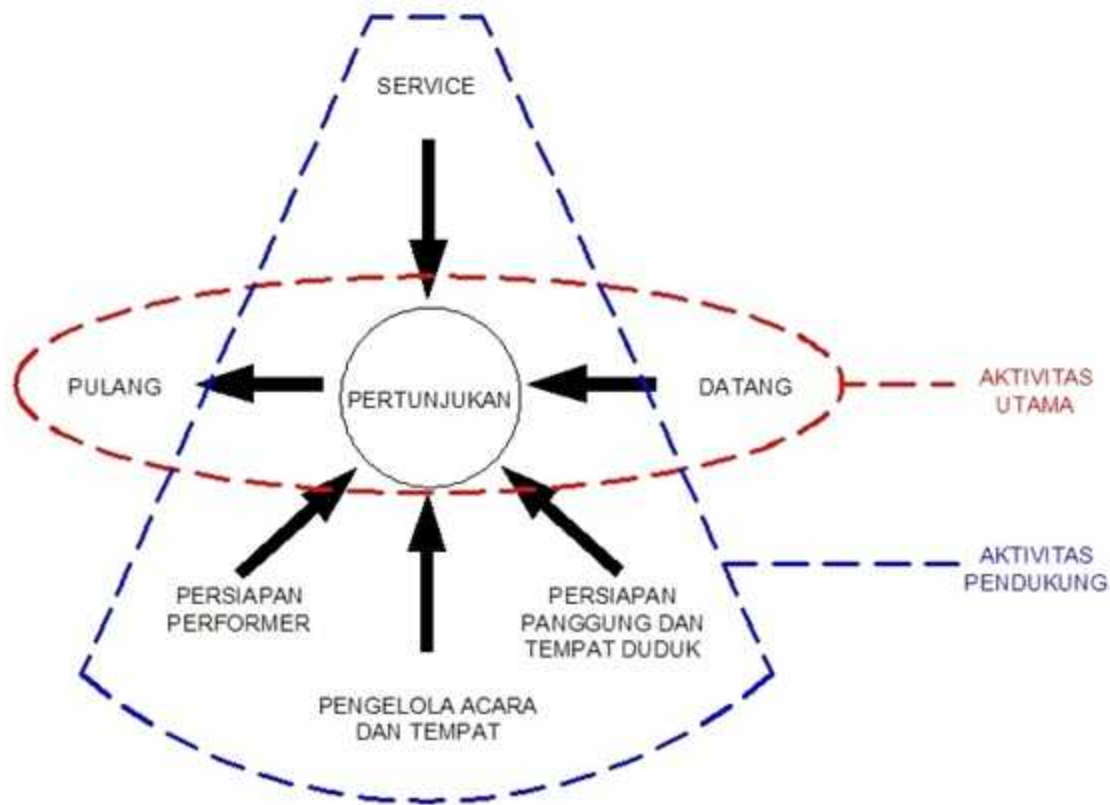 SERVICE
PULANG
PERTUNJUKAN
DATANG
AKTIVITAS
UTAMA
PERSIAPAN
PERFORMER
PERSIAPAN
PANGGUNG DAN
TEMPAT DUDUK
AKTIVITAS
PENDUKUNG
PENGELOLA ACARA
DAN TEMPAT